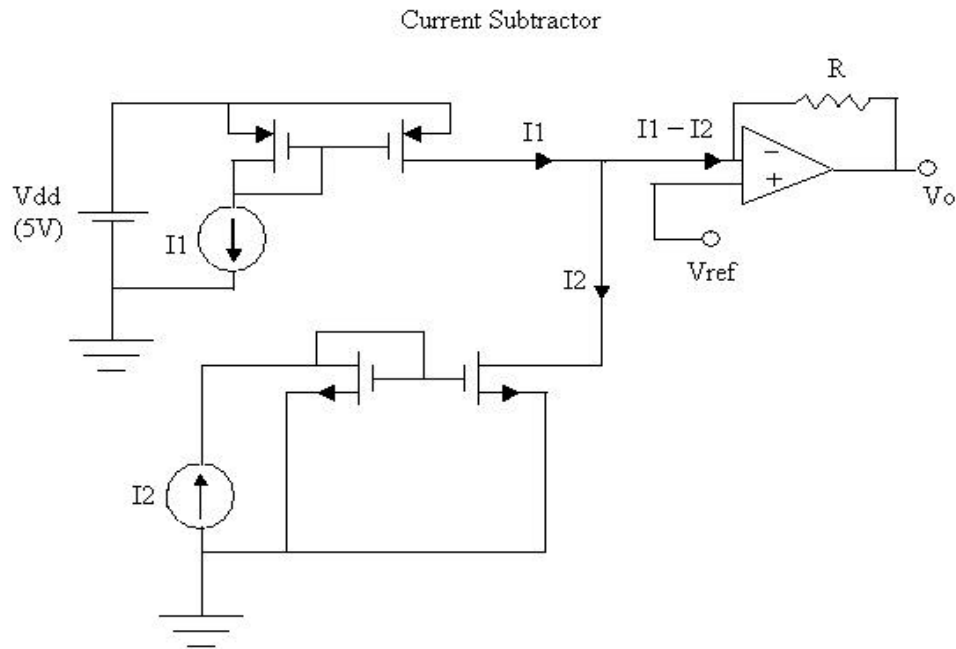 Current Subtractor
R
I1
I1 – I2
−
+
Vo
Vdd
(5V)
I1
Vref
I2
I2